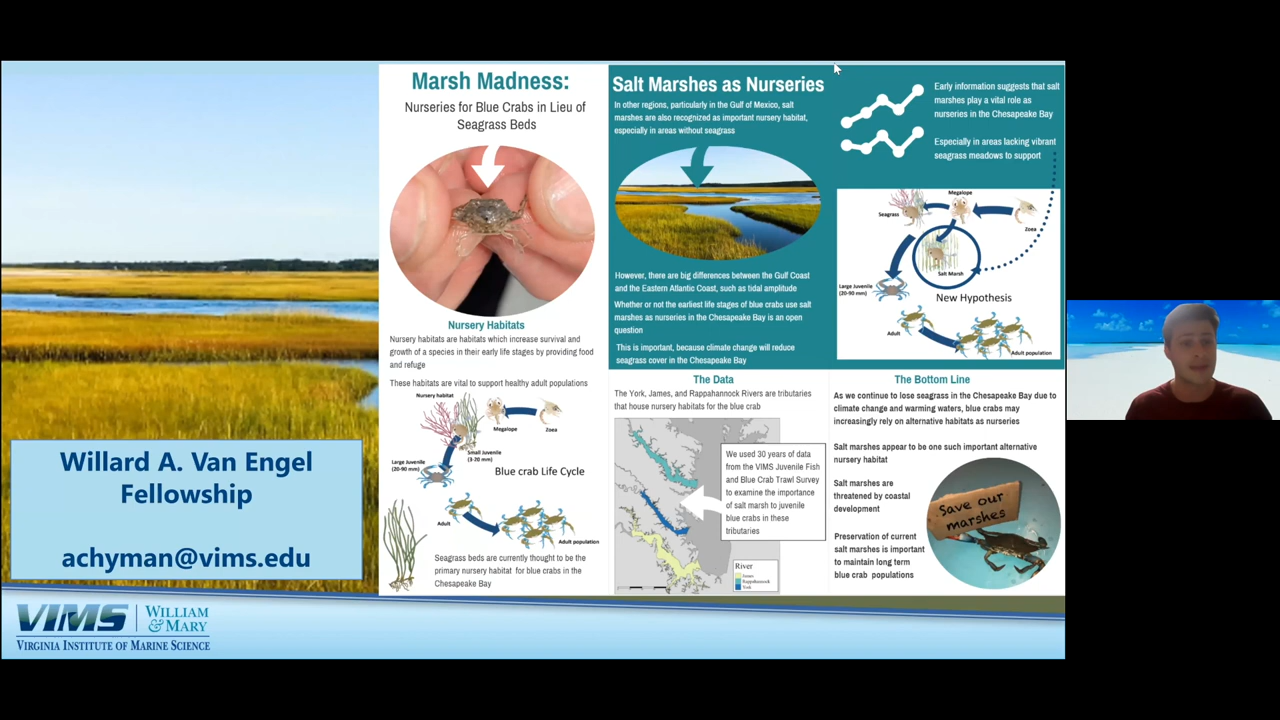 Willard A. Van Engel
Fellowship
achyman@vims.edu
VIMS
WILLIAM
& MARY
VIRGINIA INSTITUTE OF MARINE SCIENCE
Marsh Madness:
Nurseries for Blue Crabs in Lieu of
Seagrass Beds
Nursery Habitats
Nursery habitats are habitats which increase survival and
growth of a species in their early life stages by providing food
and refuge
These habitats are vital to support healthy adult populations
Nursery habitat
Megalope
Zoea
Small Juvenile
(3-20 mm)
Large Juvenile
(20-90 mm)
Blue crab Life Cycle
Adult
Adult population
Seagrass beds are currently thought to be the
primary nursery habitat for blue crabs in the
Chesapeake Bay
Salt Marshes as Nurseries
In other regions, particularly in the Gulf of Mexico, salt
marshes are also recognized as important nursery habitat,
especially in areas without seagrass
However, there are big differences between the Gulf Coast
and the Eastern Atlantic Coast, such as tidal amplitude
Whether or not the earliest life stages of blue crabs use salt
marshes as nurseries in the Chesapeake Bay is an open
question
This is important, because climate change will reduce
seagrass cover in the Chesapeake Bay
Early information suggests that salt
marshes play a vital role as
nurseries in the Chesapeake Bay
Especially in areas lacking vibrant
seagrass meadows to support
Megalope
Seagrass
Zoea
Salt Marsh
Large Juvenile
(20-90 mm)
New Hypothesis
Adult
Adult population
The Data
The York, James, and Rappahannock Rivers are tributaries
that house nursery habitats for the blue crab
We used 30 years of data
from the VIMS Juvenile Fish
and Blue Crab Trawl Survey
to examine the importance
of salt marsh to juvenile
blue crabs in these
tributaries
River
James
Rappahannock
York
The Bottom Line
As we continue to lose seagrass in the Chesapeake Bay due to
climate change and warming waters, blue crabs may
increasingly rely on alternative habitats as nurseries
Salt marshes appear to be one such important alternative
nursery habitat
Salt marshes are
threatened by coastal
development
Preservation of current
salt marshes is important
to maintain long term
blue crab populations
Save our
marshes